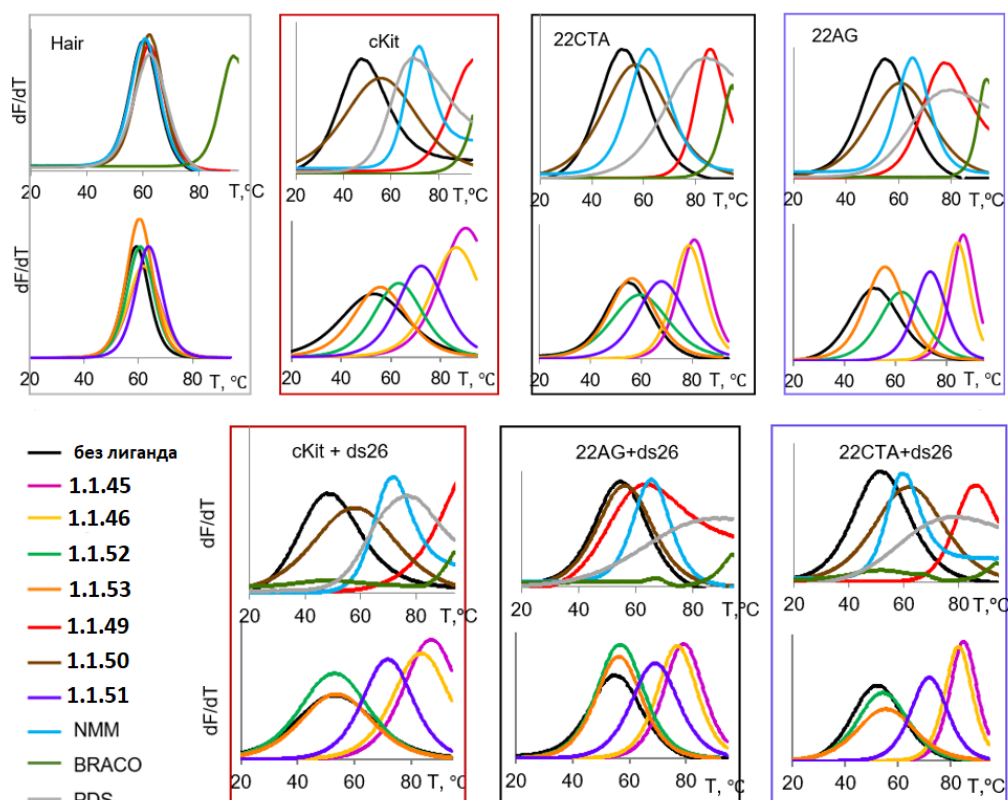 Hair
dF/dT
20 40 60 80 T,°C
cKit
20 40 60 80 T,°C
22CTA
20 40 60 80 T,°C
22AG
20 40 60 80 T,°C
dF/dT
20 40 60 80 T, °C
20 40 60 80 T, °C
20 40 60 80 T, °C
20 40 60 80 T, °C
без лиганда
1.1.45
1.1.46
1.1.52
1.1.53
1.1.49
1.1.50
1.1.51
NMM
BRACO
PDS
cKit + ds26
dF/dT
20 40 60 80 T,°C
22AG+ds26
dF/dT
20 40 60 80 T,°C
22CTA+ds26
20 40 60 80 T,°C
dF/dT
20 40 60 80 T, °C
20 40 60 80 T, °C
20 40 60 80 T, °C